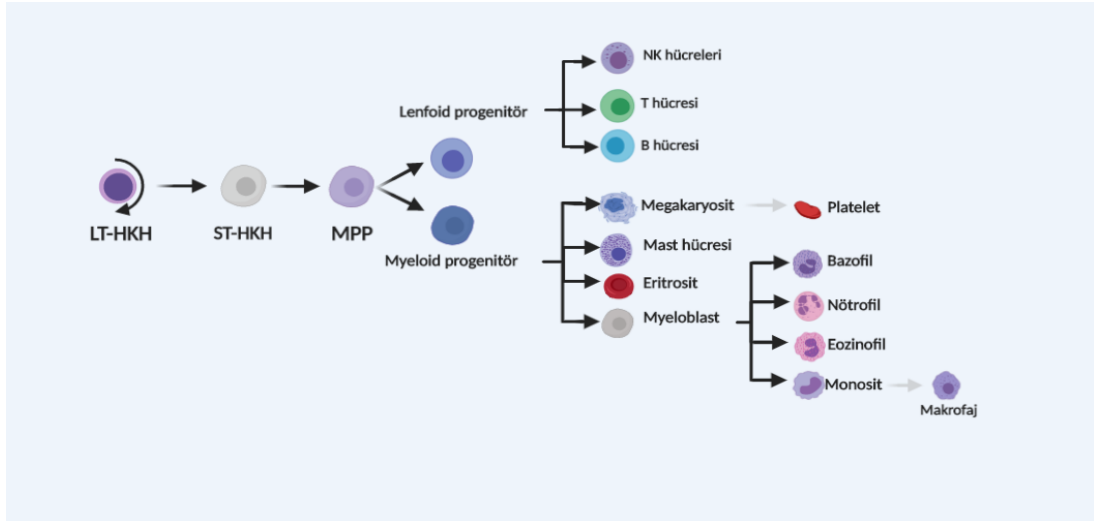 NK hücreleri
Lenfoid progenitör
T hücresi
B hücresi
LT-HKH
ST-HKH
MPP
Myeloid progenitör
Megakaryosit
Platelet
Mast hücresi
Bazofil
Eritrosit
Nötrofil
Myeloblast
Eozinofil
Monosit
Makrofaj